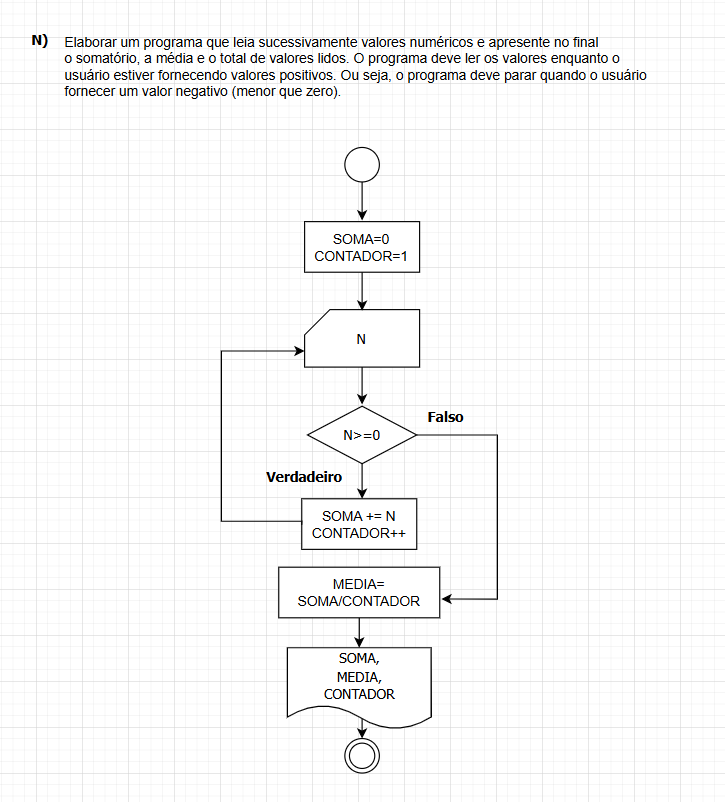 N) Elaborar um programa que leia sucessivamente valores numéricos e apresente no final
o somatório, a média e o total de valores lidos. O programa deve ler os valores enquanto o
usuário estiver fornecendo valores positivos. Ou seja, o programa deve parar quando o usuário
fornecer um valor negativo (menor que zero).
SOMA=0
CONTADOR=1
N
N>=0
Falso
Verdadeiro
SOMA += N
CONTADOR++
MEDIA=
SOMA/CONTADOR
SOMA,
MEDIA,
CONTADOR